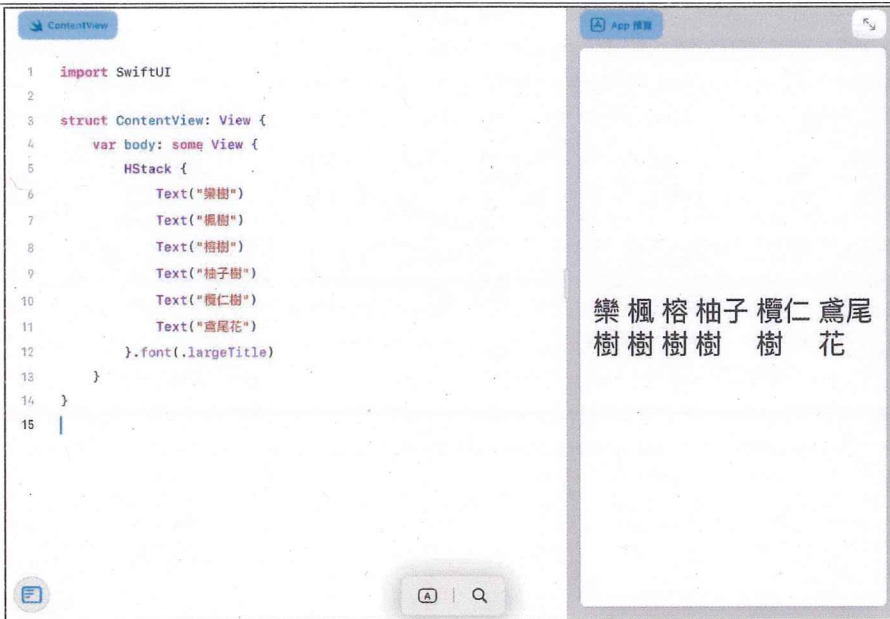 ContentView
1 import SwiftUI
2
3 struct ContentView: View {
4 var body: some View {
5 HStack {
6 Text("欒樹")
7 Text("楓樹")
8 Text("榕樹")
9 Text("柚子樹")
10 Text("欖仁樹")
11 Text("鳶尾花")
12 }.font(.largeTitle)
13 }
14 }
15
A
App 預覽
欒 楓 榕 柚子 欖仁 鳶尾
樹 樹 樹 樹 樹 花